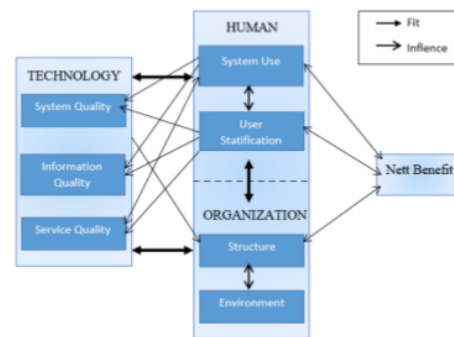 HUMAN
Fit
Inflence
TECHNOLOGY
System Use
System Quality
User
Statification
Information
Quality
Nett Benefit
ORGANIZATION
Service Quality
Structure
Environment